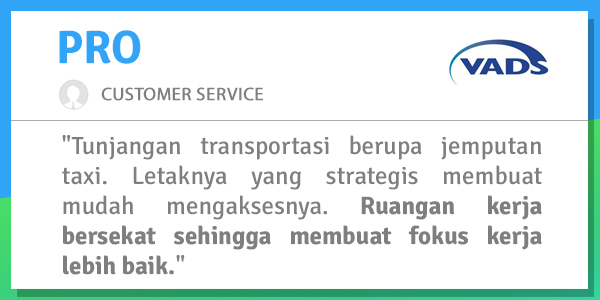 PRO
VADS
CUSTOMER SERVICE
"Tunjangan transportasi berupa jemputan
taxi. Letaknya yang strategis membuat
mudah mengaksesnya. Ruangan kerja
bersekat sehingga membuat fokus kerja
lebih baik."